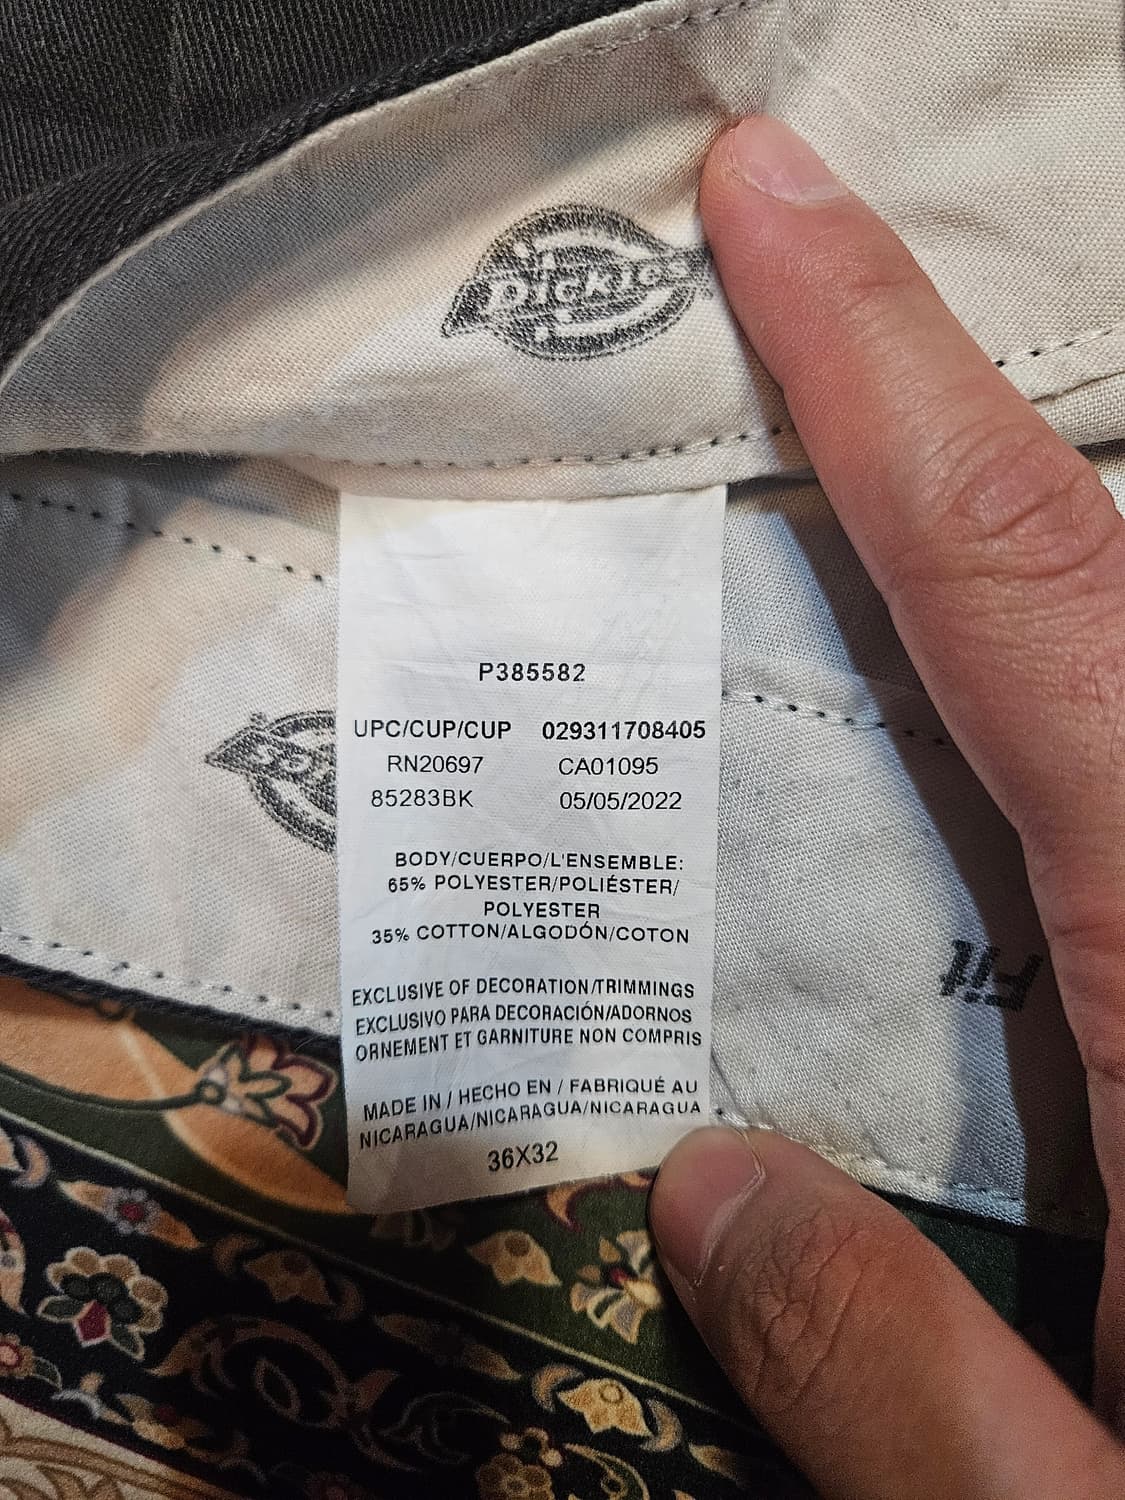 Dickies
P385582
UPC/CUP/CUP 029311708405
RN20697 CA01095
85283BK 05/05/2022
BODY/CUERPO/L'ENSEMBLE:
65% POLYESTER/POLIÉSTER/
POLYESTER
35% COTTON/ALGODÓN/COTON
EXCLUSIVE OF DECORATION/TRIMMINGS
EXCLUSIVO PARA DECORACIÓN/ADORNOS
ORNEMENT ET GARNITURE NON COMPRIS
MADE IN / HECHO EN / FABRIQUÉ AU
NICARAGUA/NICARAGUA/NICARAGUA
36X32
Fit